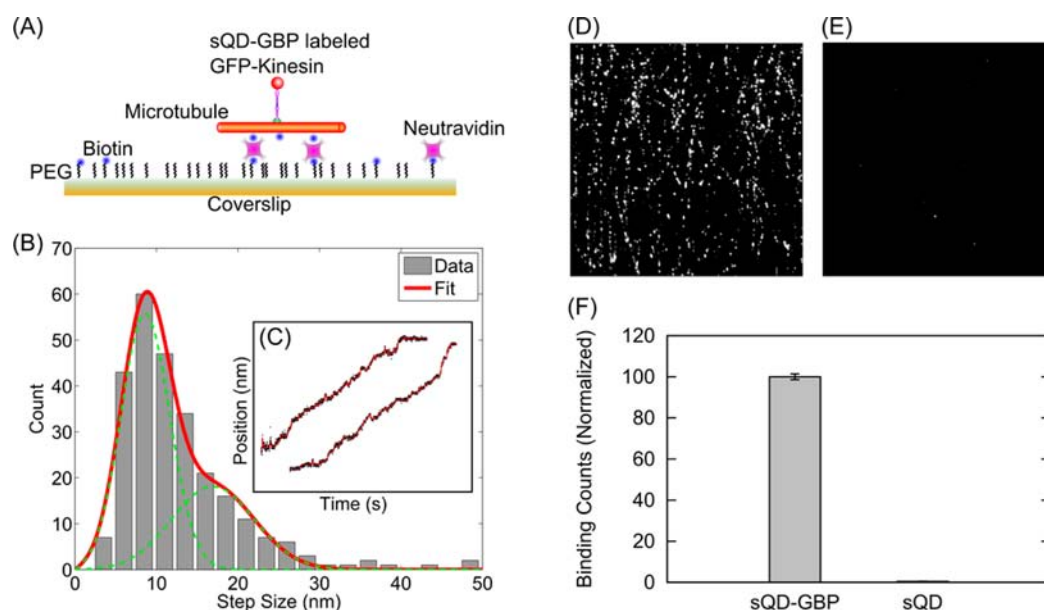 (A)
sQD-GBP labeled
GFP-Kinesin
Microtubule
Neutravidin
Biotin
PEG
Coverslip
(B)
70
60
50
40
30
20
10
0
Count
0 10 20 30 40 50
Step Size (nm)
Data
Fit
(C)
Position (nm)
Time (s)
(D)
(E)
(F)
120
100
80
60
40
20
0
Binding Counts (Normalized)
sQD-GBP sQD